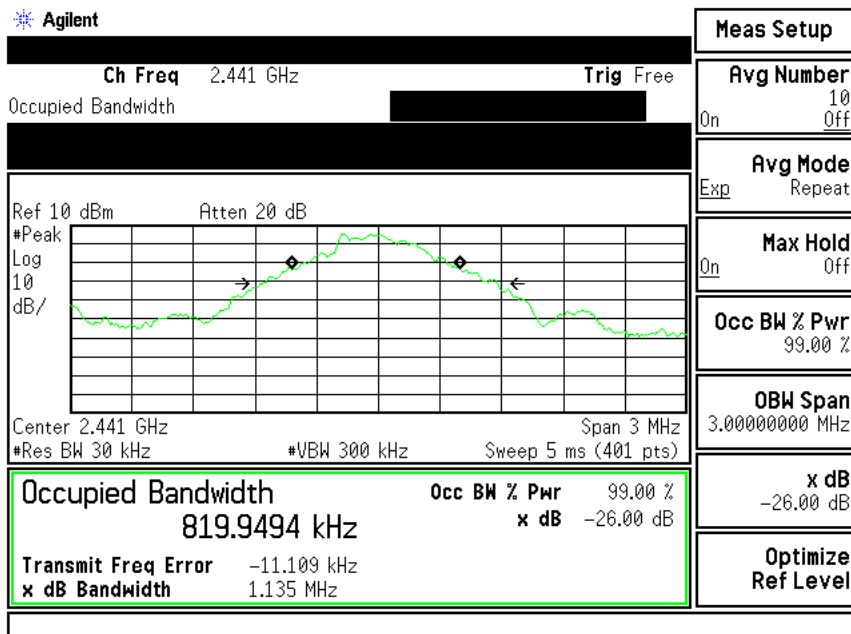 Agilent
Ch Freq 2.441 GHz Trig Free
Occupied Bandwidth
Ref 10 dBm Atten 20 dB
#Peak
Log
10
dB/
Center 2.441 GHz Span 3 MHz
#Res BW 30 kHz #VBW 300 kHz Sweep 5 ms (401 pts)
Occupied Bandwidth
819.9494 kHz
Occ BW % Pwr 99.00 %
x dB -26.00 dB
Transmit Freq Error -11.109 kHz
x dB Bandwidth 1.135 MHz
Meas Setup
Avg Number
10
On Off
Avg Mode
Exp Repeat
Max Hold
On Off
Occ BW % Pwr
99.00 %
OBW Span
3.00000000 MHz
x dB
-26.00 dB
Optimize
Ref Level